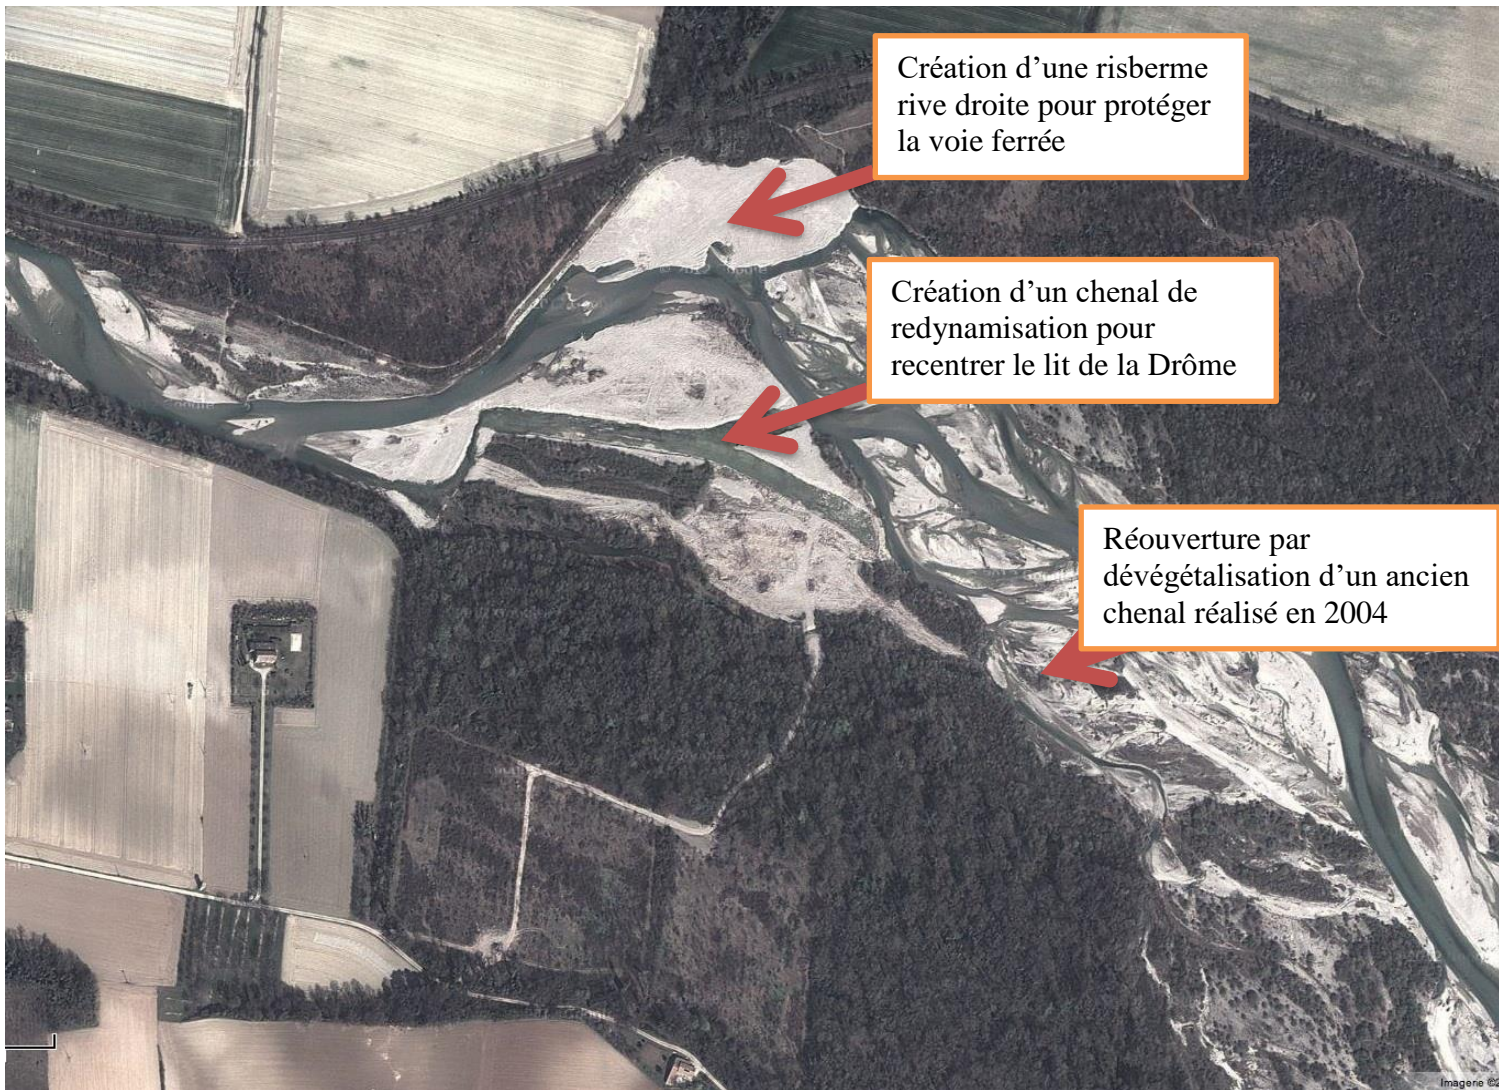 Création d’une risberme
rive droite pour protéger
la voie ferrée
Création d’un chenal de
redynamisation pour
recentrer le lit de la Drôme
Réouverture par
dévégétalisation d’un ancien
chenal réalisé en 2004
Imagerie ©